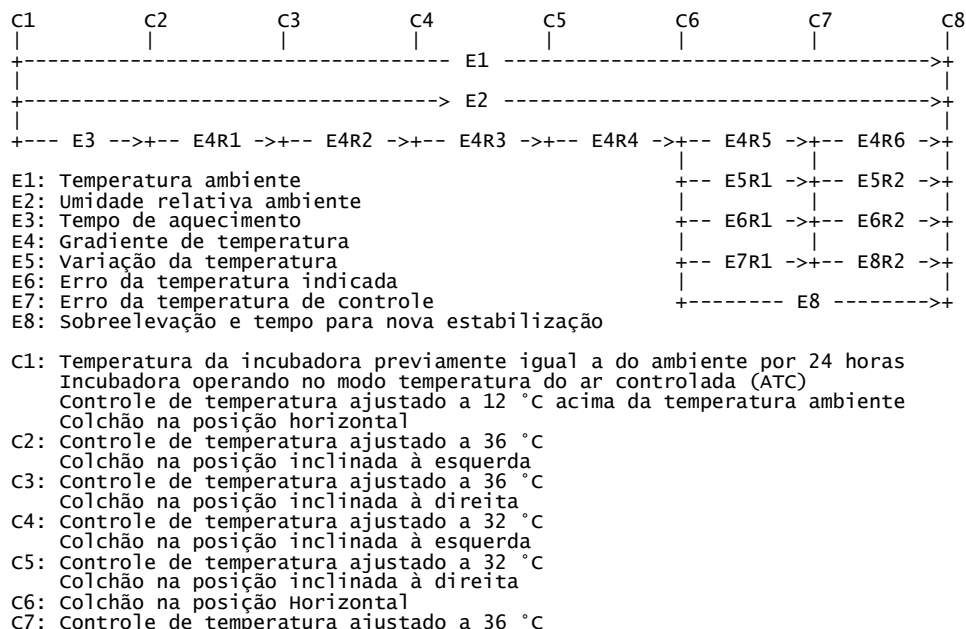 C1 C2 C3 C4 C5 C6 C7 C8
| | | | | | | |
+------------------------------------ E1 ------------------------------------>+
| |
+-----------------------------------> E2 ------------------------------------>+
| |
+--- E3 -->+-- E4R1 ->+-- E4R2 ->+-- E4R3 ->+-- E4R4 ->+-- E4R5 ->+-- E4R6 ->+
| | |
E1: Temperatura ambiente +-- E5R1 ->+-- E5R2 ->+
E2: Umidade relativa ambiente | | |
E3: Tempo de aquecimento +-- E6R1 ->+-- E6R2 ->+
E4: Gradiente de temperatura | | |
E5: Variação da temperatura +-- E7R1 ->+-- E8R2 ->+
E6: Erro da temperatura indicada | |
E7: Erro da temperatura de controle +-------- E8 -------->+
E8: Sobreelevação e tempo para nova estabilização
C1: Temperatura da incubadora previamente igual a do ambiente por 24 horas
Incubadora operando no modo temperatura do ar controlada (ATC)
Controle de temperatura ajustado a 12 °C acima da temperatura ambiente
Colchão na posição horizontal
C2: Controle de temperatura ajustado a 36 °C
Colchão na posição inclinada à esquerda
C3: Controle de temperatura ajustado a 36 °C
Colchão na posição inclinada à direita
C4: Controle de temperatura ajustado a 32 °C
Colchão na posição inclinada à esquerda
C5: Controle de temperatura ajustado a 32 °C
Colchão na posição inclinada à direita
C6: Colchão na posição Horizontal
C7: Controle de temperatura ajustado a 36 °C